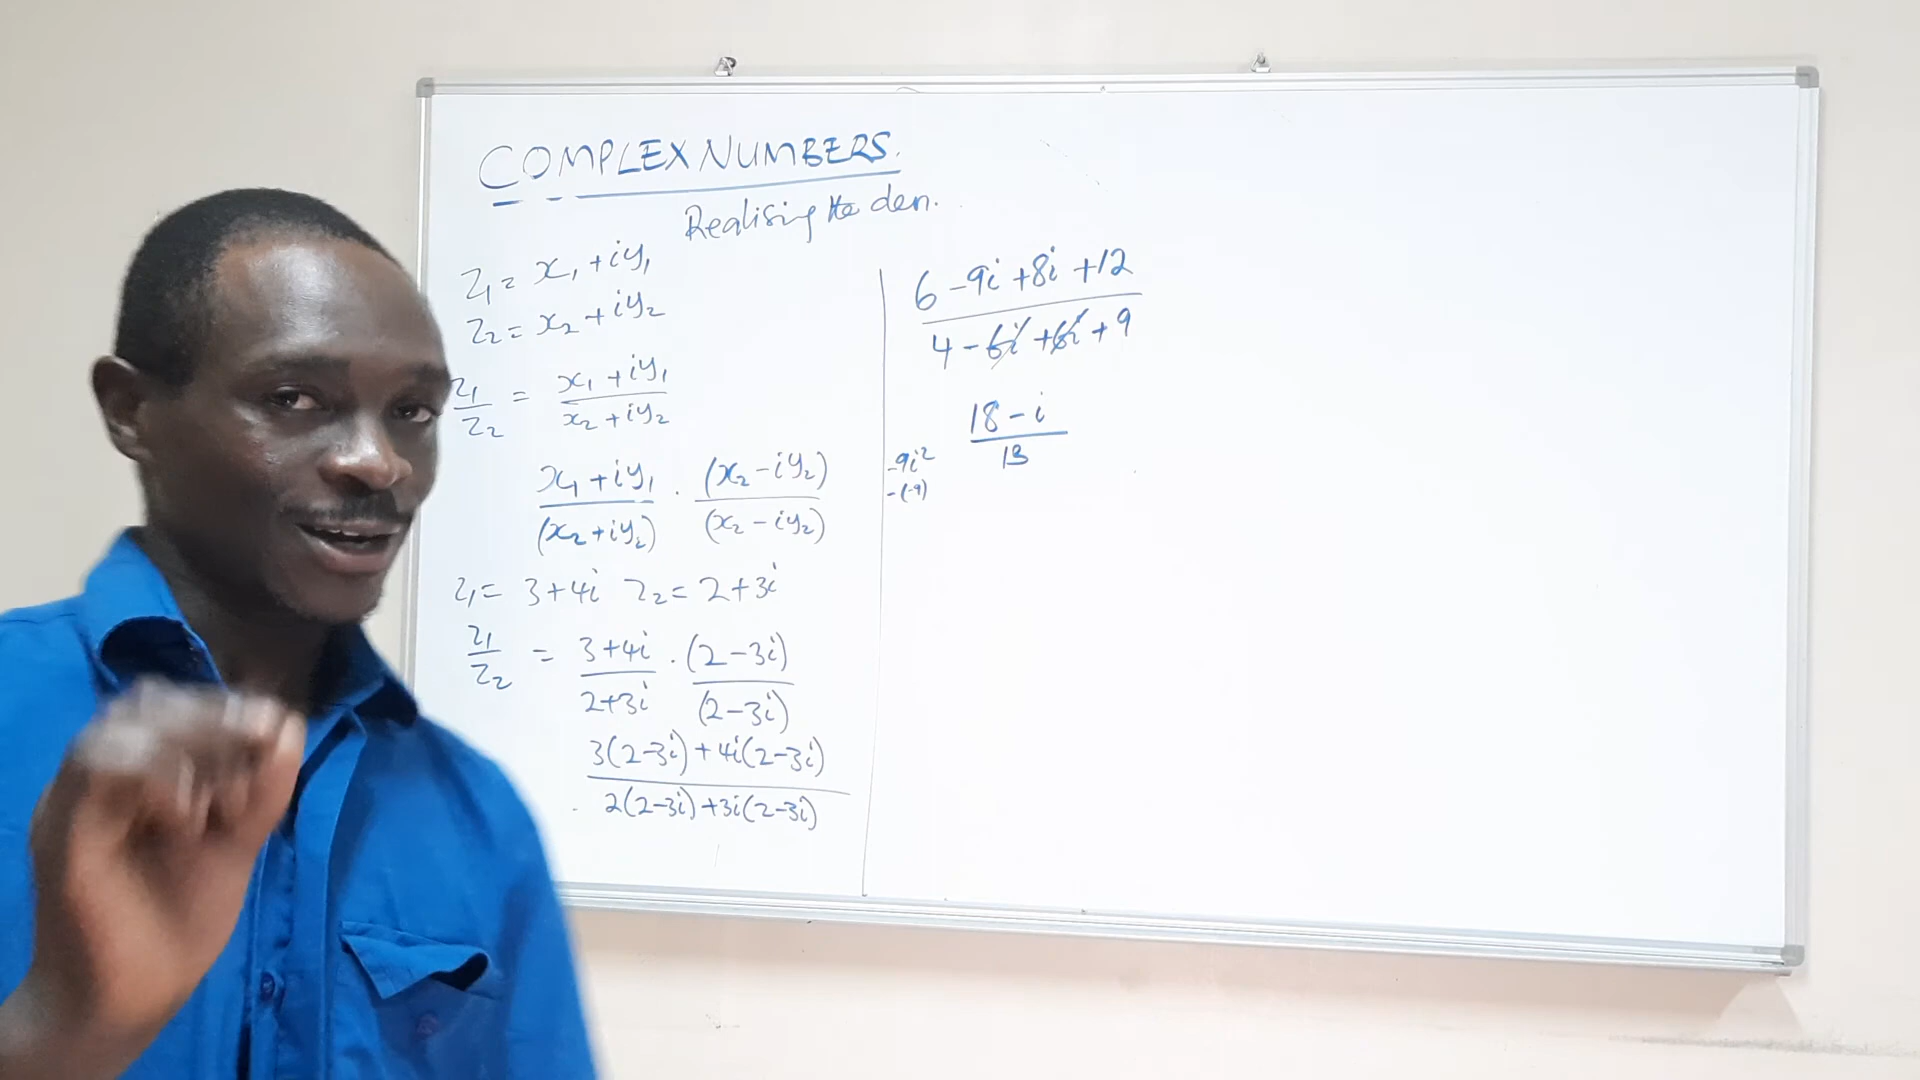 COMPLEX NUMBERS.
Realising the den.
Z₁ = x₁ + iy₁
Z₂ = x₂ + iy₂
Z₁/Z₂ = (x₁ + iy₁)/(x₂ + iy₂)
(x₁ + iy₁)/(x₂ + iy₂) · (x₂ - iy₂)/(x₂ - iy₂)
Z₁ = 3+4i Z₂ = 2+3i
Z₁/Z₂ = (3+4i)/(2+3i) · (2-3i)/(2-3i)
3(2-3i) + 4i(2-3i)
2(2-3i) + 3i(2-3i)
6 - 9i + 8i + 12
4 - 6i + 6i + 9
18 - i
13
-9i²
-(-9)